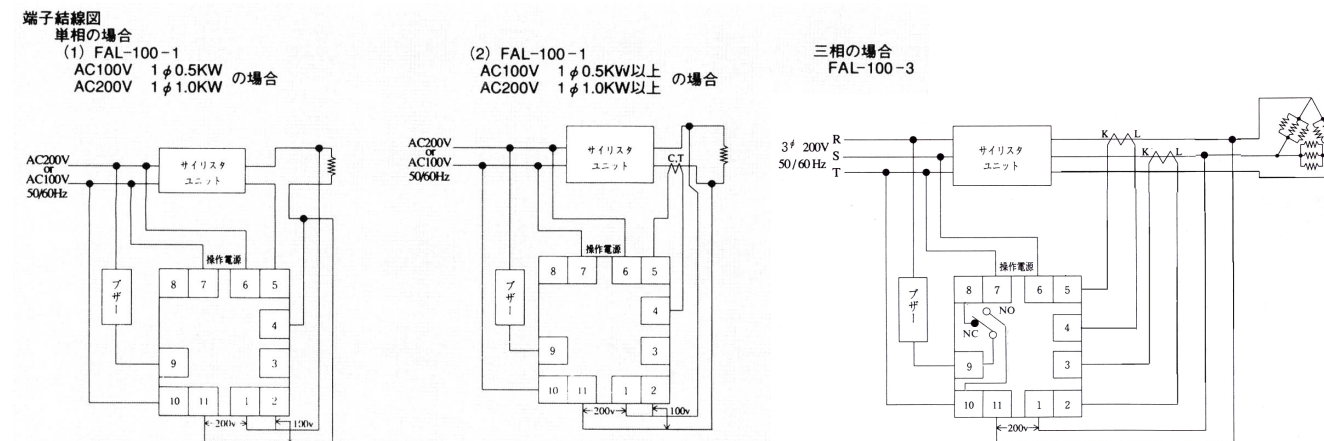 端子結線図
単相の場合
(1) FAL-100-1
AC100V 1φ0.5KW
AC200V 1φ1.0KW
の場合
AC200V
or
AC100V
50/60Hz
サイリスタ
ユニット
操作電源
ブザー
8 7 6 5
4
9 3
10 11 1 2
200v 100v
(2) FAL-100-1
AC100V 1φ0.5KW以上
AC200V 1φ1.0KW以上
の場合
AC200V
or
AC100V
50/60Hz
サイリスタ
ユニット
C.T
操作電源
ブザー
8 7 6 5
4
9 3
10 11 1 2
200v 100v
三相の場合
FAL-100-3
3φ 200V
50/60Hz
R
S
T
サイリスタ
ユニット
K L
K L
操作電源
ブザー
8 7 6 5
NO
NC
4
9 3
10 11 1 2
200v